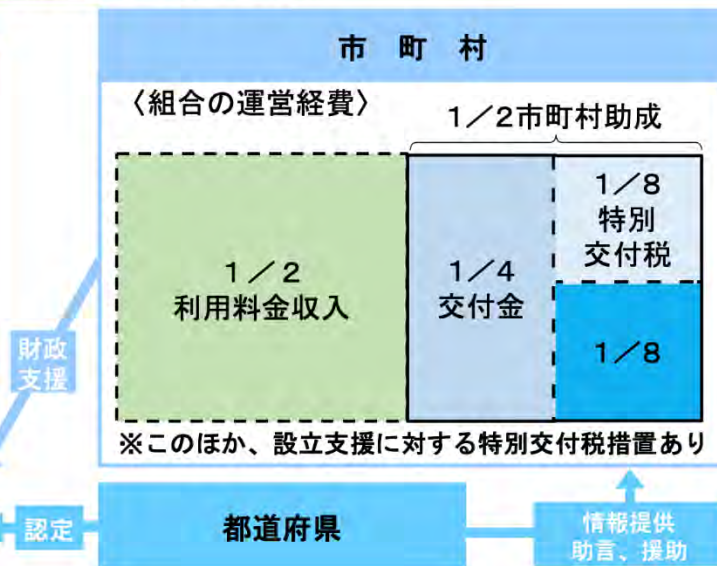 市町村
〈組合の運営経費〉
1／2市町村助成
1／2
利用料金収入
1／4
交付金
1／8
特別
交付税
1／8
※このほか、設立支援に対する特別交付税措置あり
財政
支援
認定
都道府県
情報提供
助言、援助